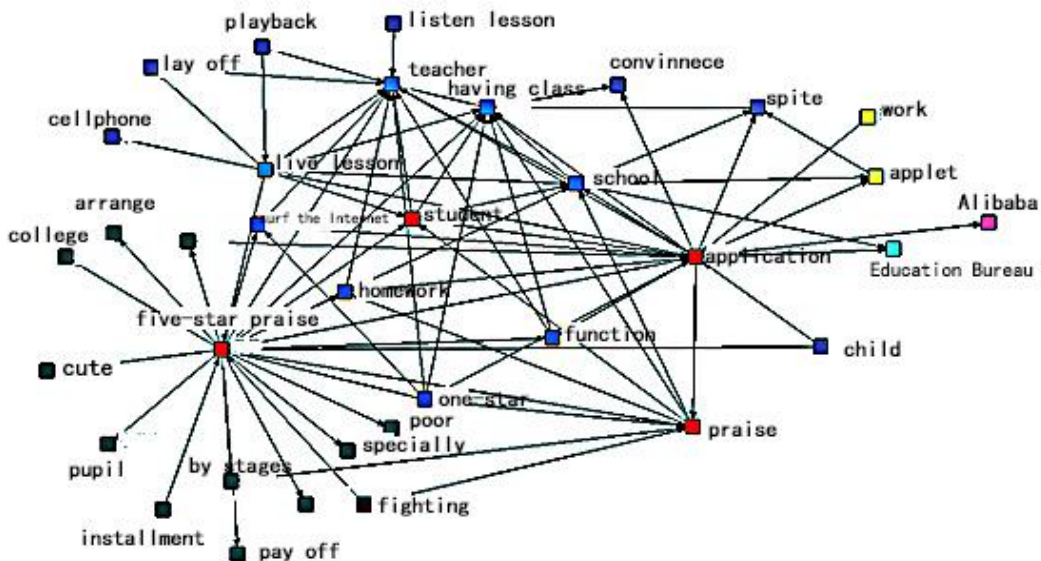 listen lesson
playback
teacher
lay off
convinnece
having class
spite
work
cellphone
live lesson
school
applet
arrange
surf the Internet
student
Alibaba
college
application
Education Bureau
homework
five-star praise
function
child
cute
one star
poor
praise
specially
pupil
by stages
fighting
installment
pay off